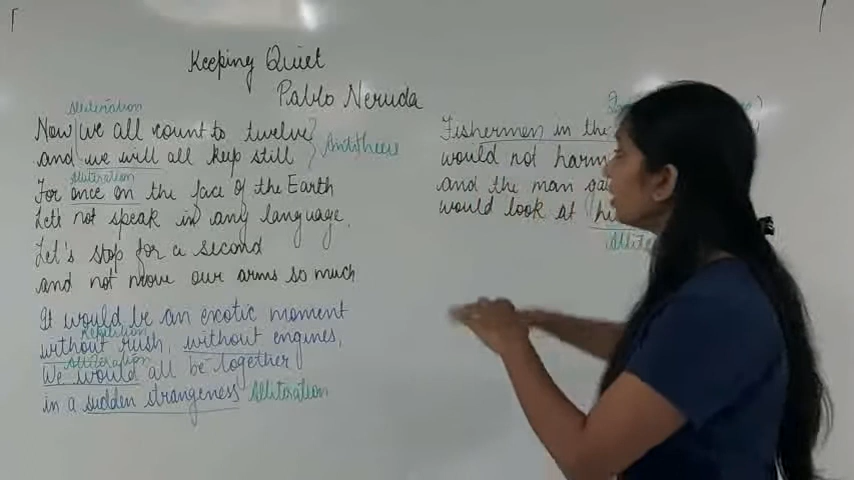 Keeping Quiet
Pablo Neruda
Alliteration
Now we all count to twelve
and we will all keep still
Antithesis
Alliteration
For once on the face of the Earth
Let's not speak in any language.
Let's stop for a second
and not move our arms so much
It would be an exotic moment
Repetition
without rush, without engines,
Alliteration
We would all be together
in a sudden strangeness Alliteration
Fishermen in the
would not harm
and the man
would look at